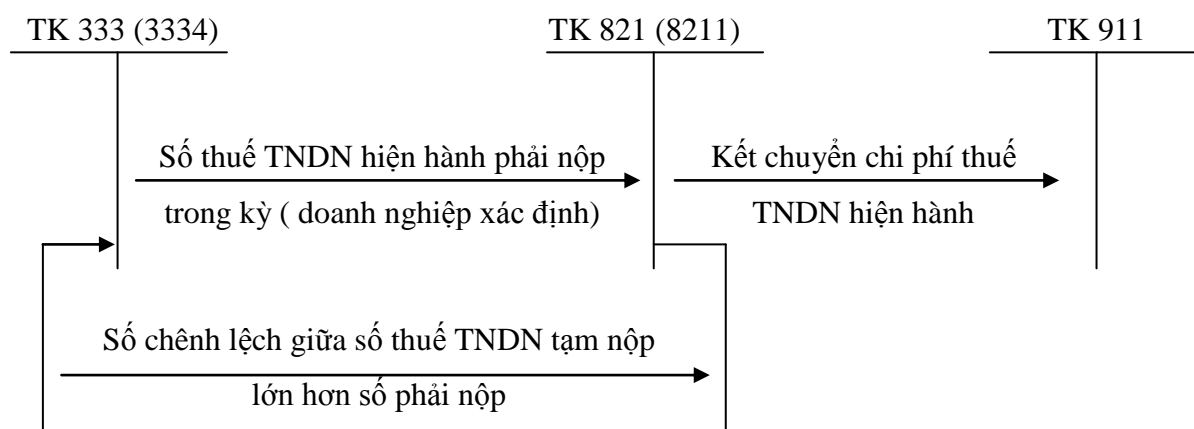 TK 333 (3334)
TK 821 (8211)
TK 911
Số thuế TNDN hiện hành phải nộp
trong kỳ ( doanh nghiệp xác định)
Kết chuyển chi phí thuế
TNDN hiện hành
Số chênh lệch giữa số thuế TNDN tạm nộp
lớn hơn số phải nộp